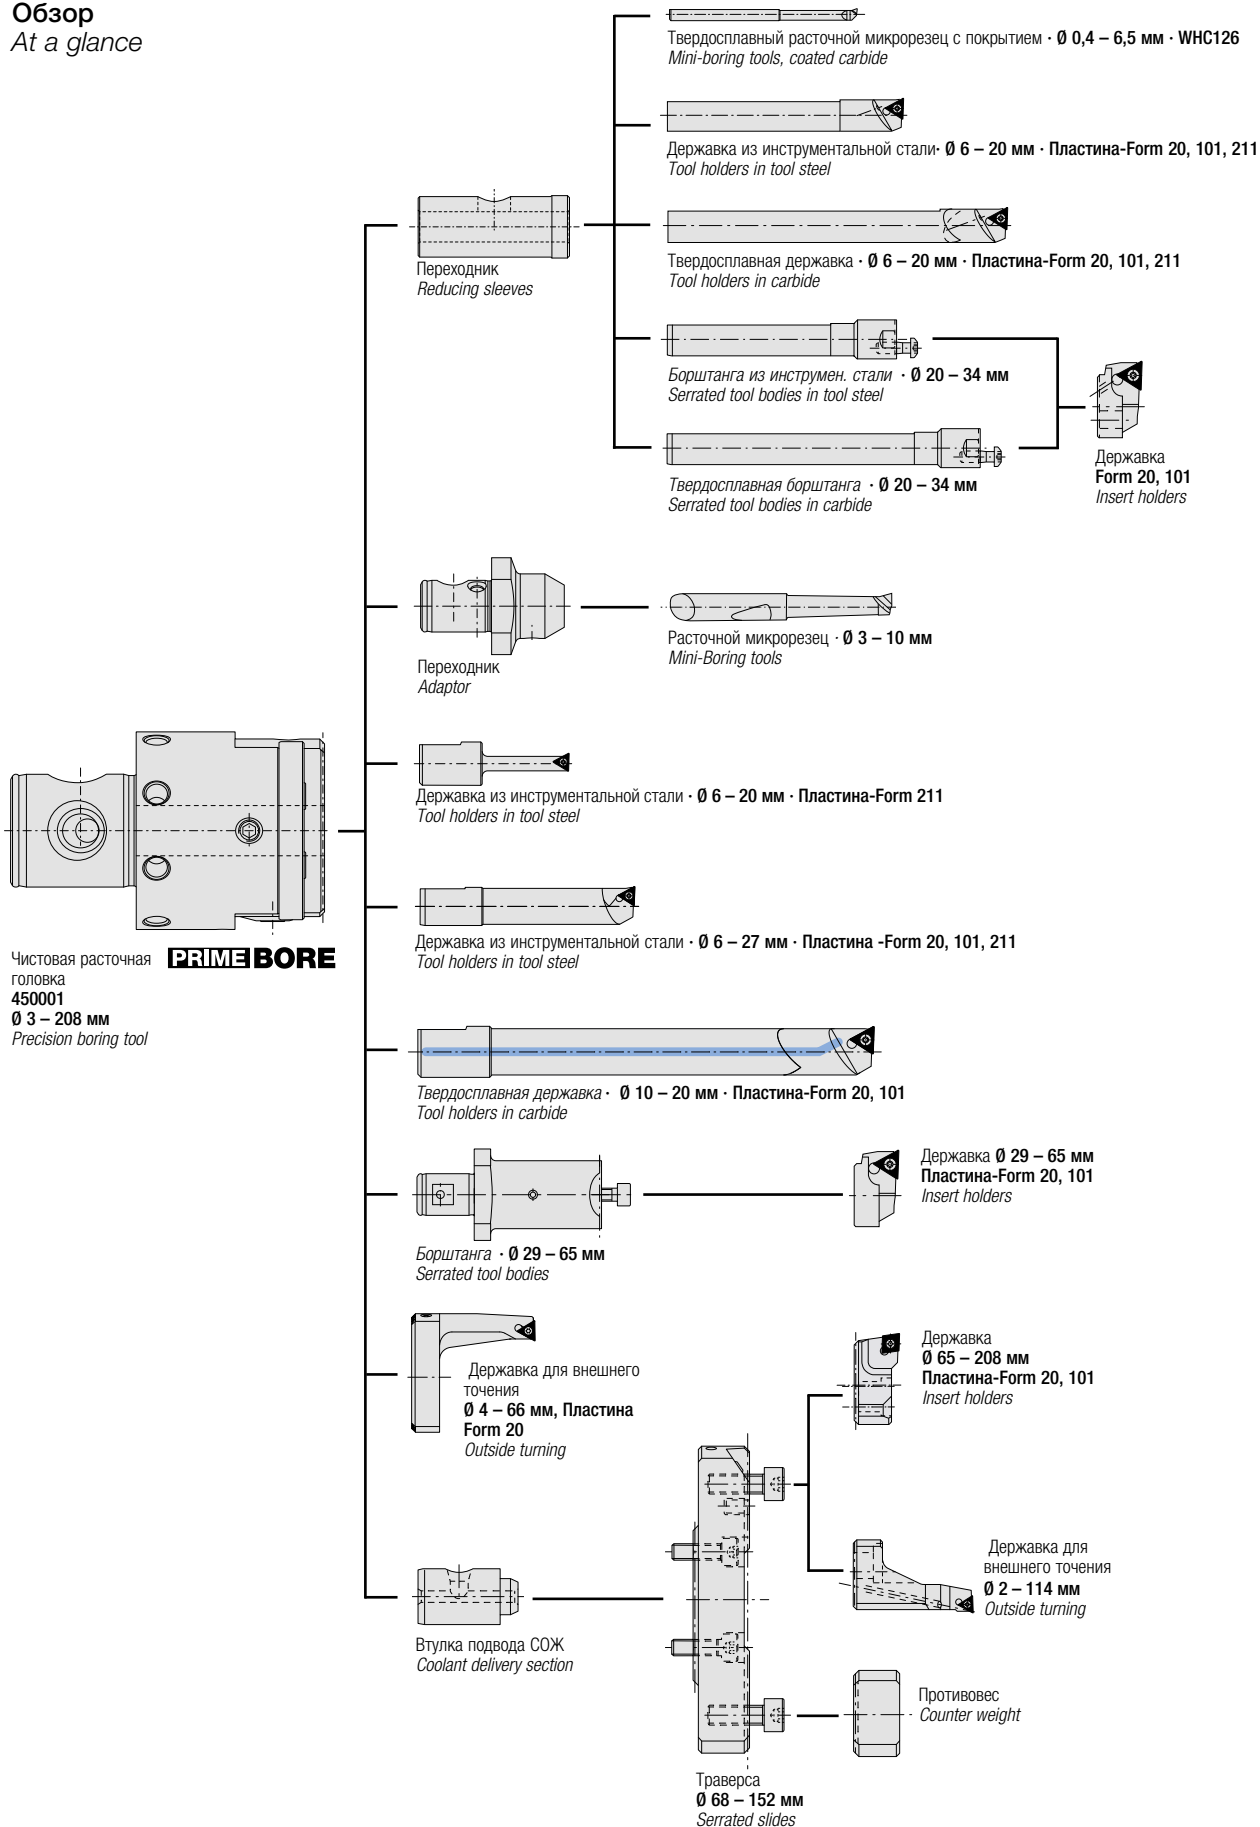 Обзор
At a glance
Твердосплавный расточной микрорезец с покрытием · Ø 0,4 – 6,5 мм · WHC126
Mini-boring tools, coated carbide
Державка из инструментальной стали· Ø 6 – 20 мм · Пластина-Form 20, 101, 211
Tool holders in tool steel
Переходник
Reducing sleeves
Твердосплавная державка · Ø 6 – 20 мм · Пластина-Form 20, 101, 211
Tool holders in carbide
Борштанга из инструмен. стали · Ø 20 – 34 мм
Serrated tool bodies in tool steel
Твердосплавная борштанга · Ø 20 – 34 мм
Serrated tool bodies in carbide
Державка
Form 20, 101
Insert holders
Переходник
Adaptor
Расточной микрорезец · Ø 3 – 10 мм
Mini-Boring tools
Державка из инструментальной стали · Ø 6 – 20 мм · Пластина-Form 211
Tool holders in tool steel
Державка из инструментальной стали · Ø 6 – 27 мм · Пластина -Form 20, 101, 211
Tool holders in tool steel
Чистовая расточная
головка
450001
Ø 3 – 208 мм
Precision boring tool
PRIME BORE
Твердосплавная державка · Ø 10 – 20 мм · Пластина-Form 20, 101
Tool holders in carbide
Борштанга · Ø 29 – 65 мм
Serrated tool bodies
Державка Ø 29 – 65 мм
Пластина-Form 20, 101
Insert holders
Державка для внешнего
точения
Ø 4 – 66 мм, Пластина
Form 20
Outside turning
Державка
Ø 65 – 208 мм
Пластина-Form 20, 101
Insert holders
Державка для
внешнего точения
Ø 2 – 114 мм
Outside turning
Втулка подвода СОЖ
Coolant delivery section
Противовес
Counter weight
Траверса
Ø 68 – 152 мм
Serrated slides